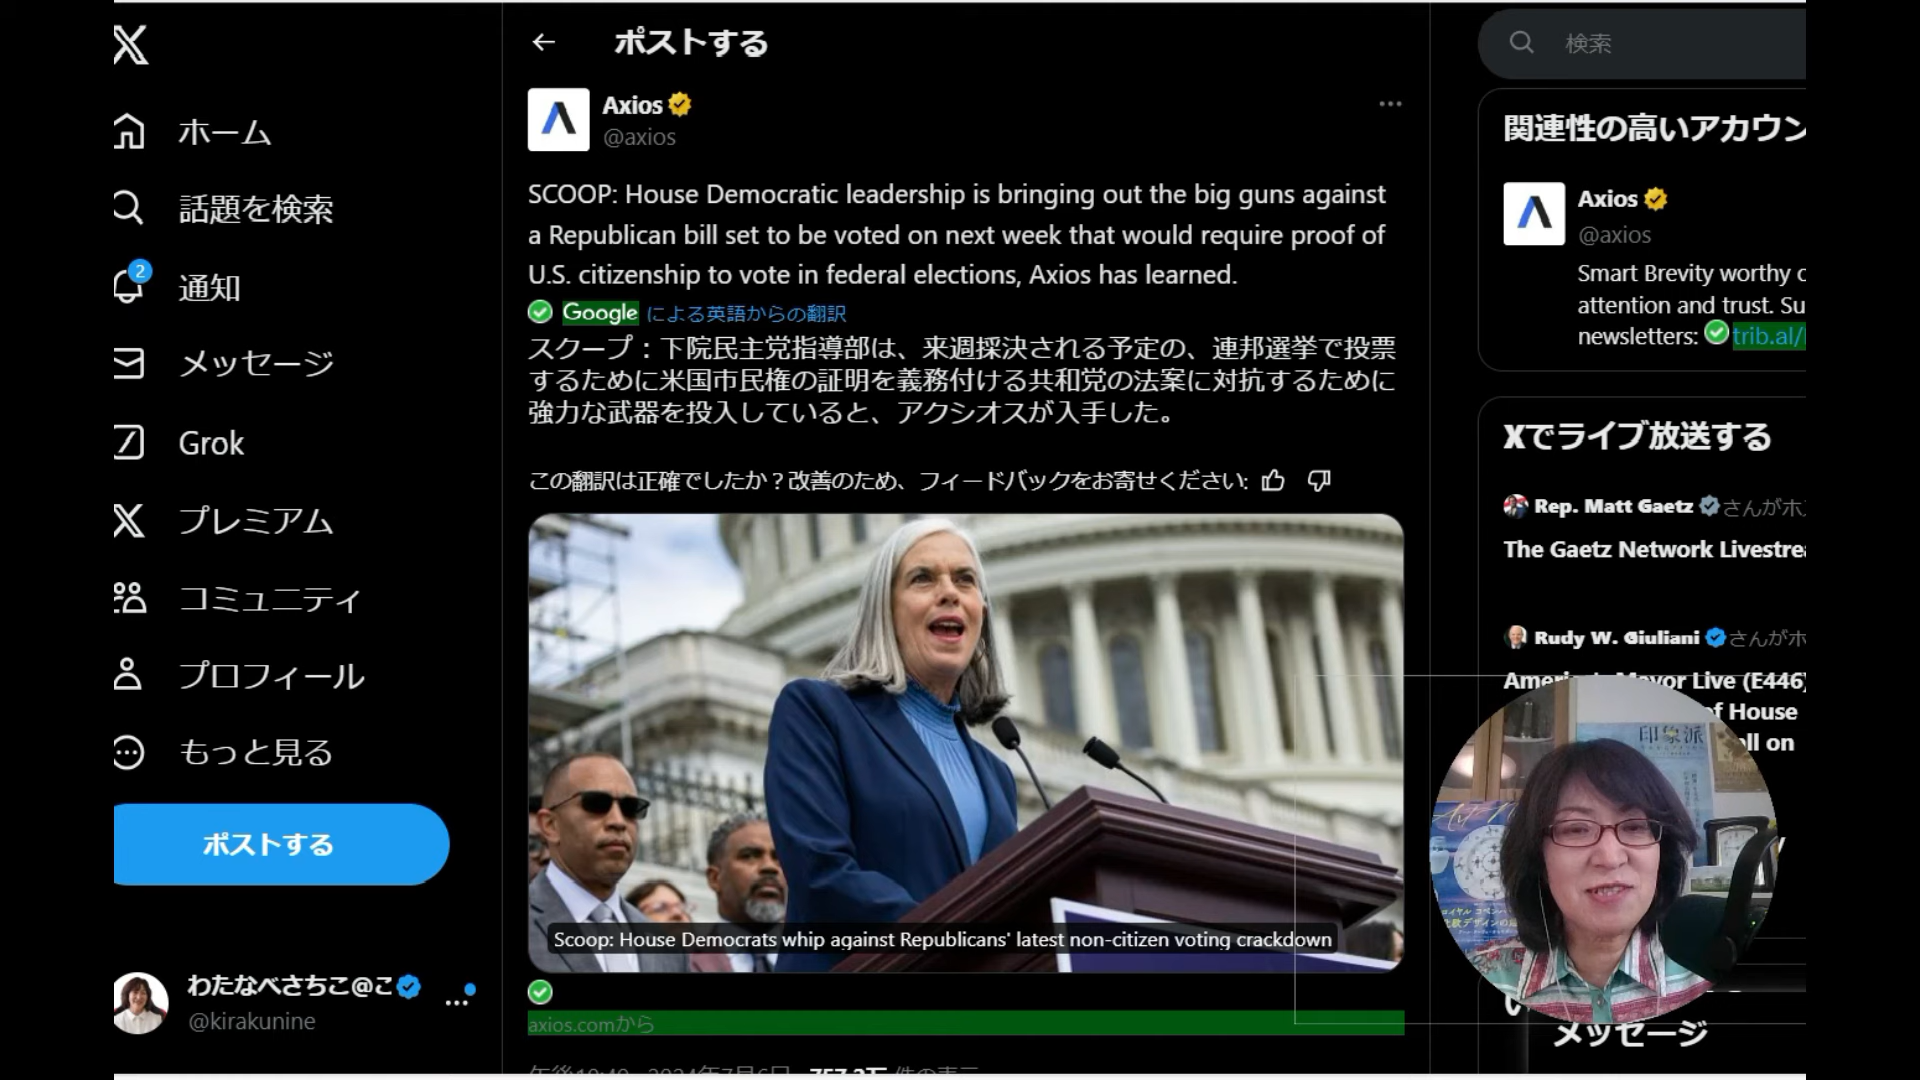 ホーム
話題を検索
2
通知
メッセージ
Grok
プレミアム
コミュニティ
プロフィール
もっと見る
ポストする
わたなべさちこ@こ
@kirakunine
ポストする
Axios
@axios
SCOOP: House Democratic leadership is bringing out the big guns against
a Republican bill set to be voted on next week that would require proof of
U.S. citizenship to vote in federal elections, Axios has learned.
Google による英語からの翻訳
スクープ：下院民主党指導部は、来週採決される予定の、連邦選挙で投票
するために米国市民権の証明を義務付ける共和党の法案に対抗するために
強力な武器を投入していると、アクシオスが入手した。
この翻訳は正確でしたか？改善のため、フィードバックをお寄せください:
Scoop: House Democrats whip against Republicans' latest non-citizen voting crackdown
axios.comから
検索
関連性の高いアカウン
Axios
@axios
Smart Brevity worthy
attention and trust. Su
newsletters: trib.al/
Xでライブ放送する
Rep. Matt Gaetz さんがホ
The Gaetz Network Livestre
Rudy W. Giuliani さんがホ
Mayor Live (E446)
of House
on
印象派
メッセージ